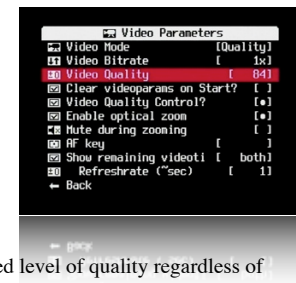 Video Parameters
Video Mode [Quality]
Video Bitrate [ 1x]
Video Quality [ 84]
Clear videoparams on Start? [ ]
Video Quality Control? [•]
Enable optical zoom [•]
Mute during zooming [ ]
AF key [ ]
Show remaining videoti [ both]
Refreshrate (~sec) [ 1]
← Back
ed level of quality regardless of